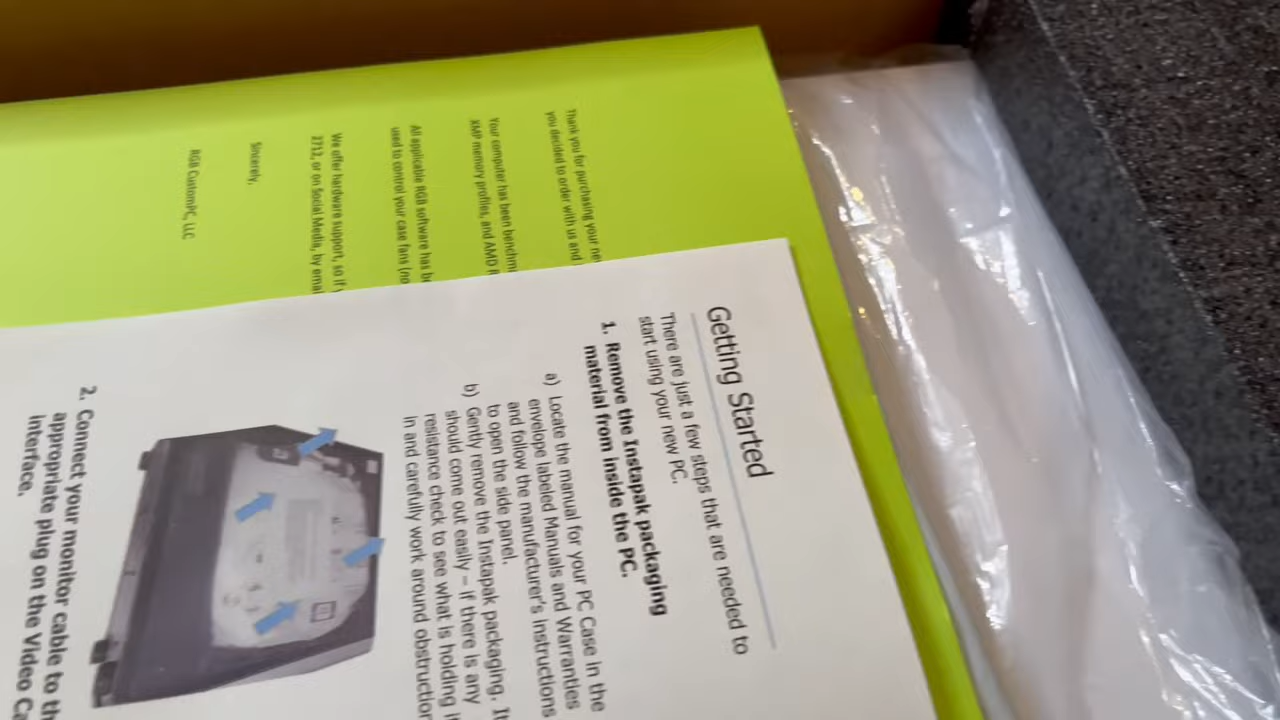 Thank you for purchasing your
you decided to order with us and
Your computer has been
XMP memory profiles, and AMD
All applicable RGB software has
used to control your case fans
We offer hardware support, so if
2712, or on Social Media, by
Sincerely,
RGB CustomPC, LLC
Getting Started
There are just a few steps that are needed to
start using your new PC.
1. Remove the Instapak packaging
material from inside the PC.
a) Locate the manual for your PC Case in the
envelope labeled Manuals and Warranties
and follow the manufacturer's instructions
to open the side panel.
b) Gently remove the Instapak packaging. It
should come out easily – if there is any
resistance check to see what is holding
in and carefully work around
2. Connect your monitor cable to
appropriate plug on the Video
interface.